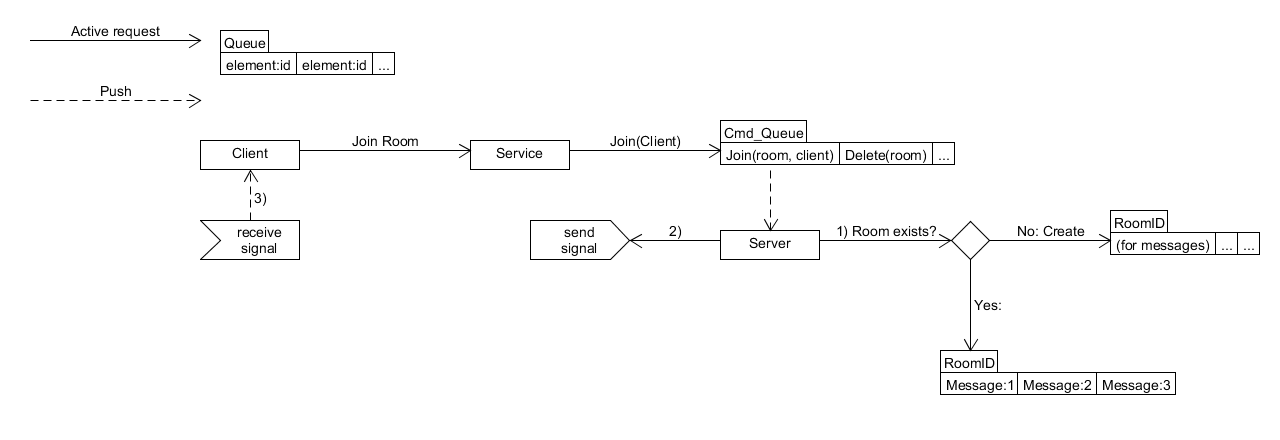 Active request
Queue
element:id element:id ...
Push
Client
Join Room
Service
Join(Client)
Cmd_Queue
Join(room, client) Delete(room) ...
3)
receive
signal
send
signal
2)
Server
1) Room exists?
No: Create
RoomID
(for messages) ... ...
Yes:
RoomID
Message:1 Message:2 Message:3